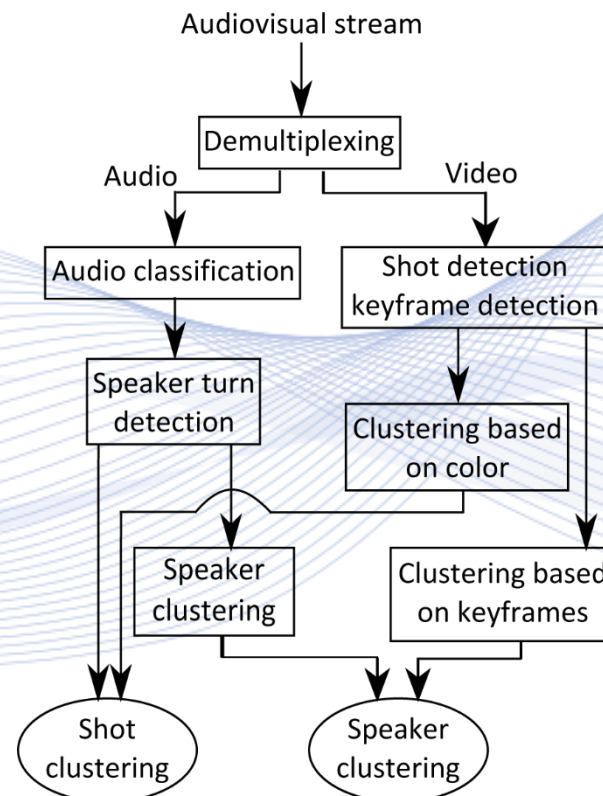 Audiovisual stream
Demultiplexing
Audio
Video
Audio classification
Shot detection
keyframe detection
Speaker turn
detection
Clustering based
on color
Speaker
clustering
Clustering based
on keyframes
Shot
clustering
Speaker
clustering